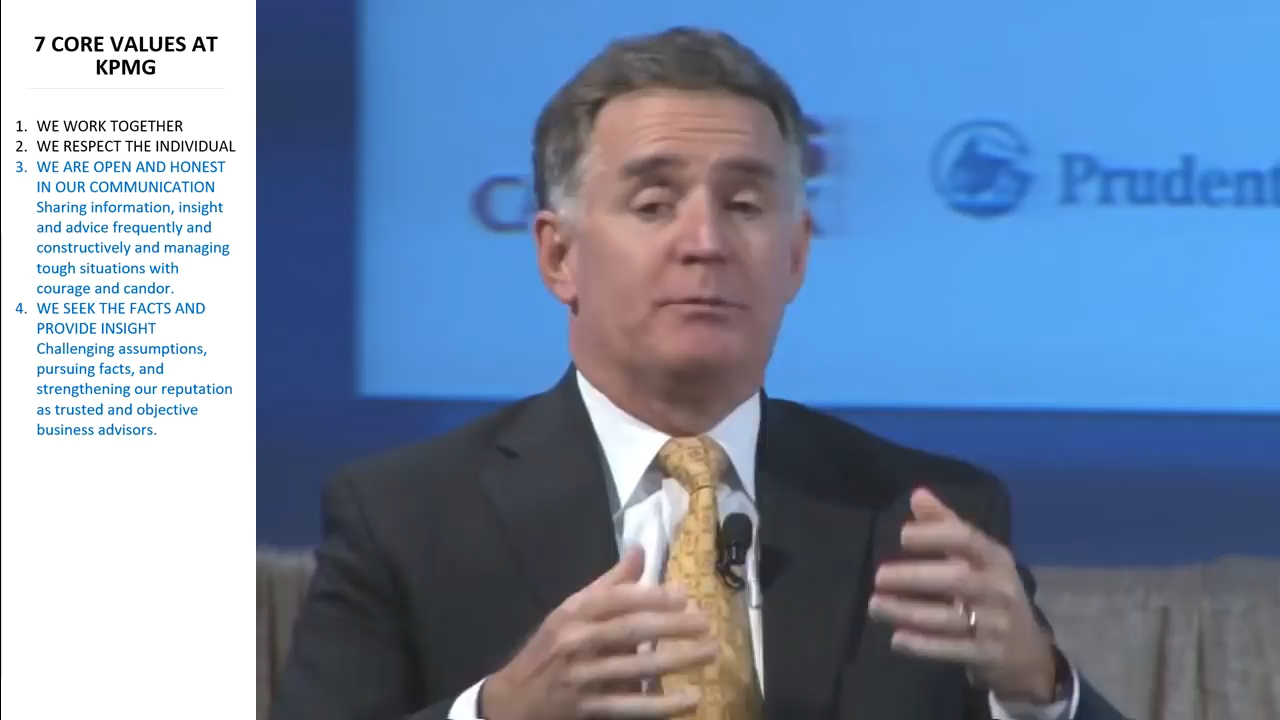 7 CORE VALUES AT
KPMG
1. WE WORK TOGETHER
2. WE RESPECT THE INDIVIDUAL
3. WE ARE OPEN AND HONEST
IN OUR COMMUNICATION
Sharing information, insight
and advice frequently and
constructively and managing
tough situations with
courage and candor.
4. WE SEEK THE FACTS AND
PROVIDE INSIGHT
Challenging assumptions,
pursuing facts, and
strengthening our reputation
as trusted and objective
business advisors.
Prudent